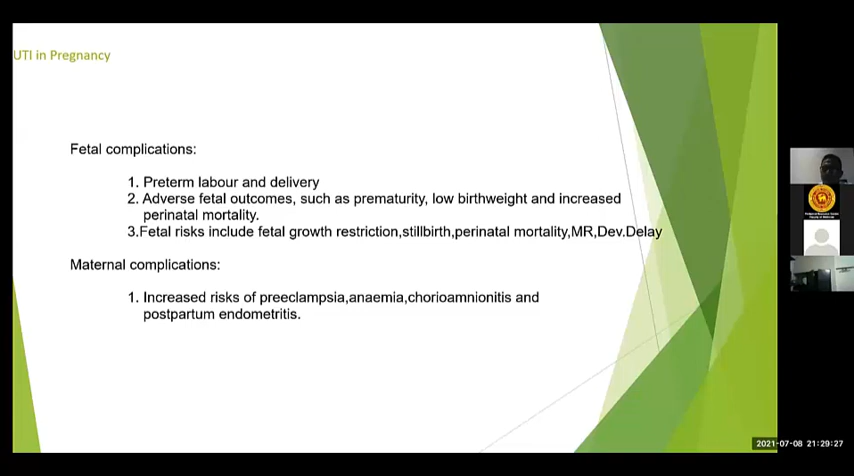 UTI in Pregnancy
Fetal complications:
1. Preterm labour and delivery
2. Adverse fetal outcomes, such as prematurity, low birthweight and increased
perinatal mortality.
3.Fetal risks include fetal growth restriction,stillbirth,perinatal mortality,MR,Dev.Delay
Maternal complications:
1. Increased risks of preeclampsia,anaemia,chorioamnionitis and
postpartum endometritis.
2021-07-08 21:29:27